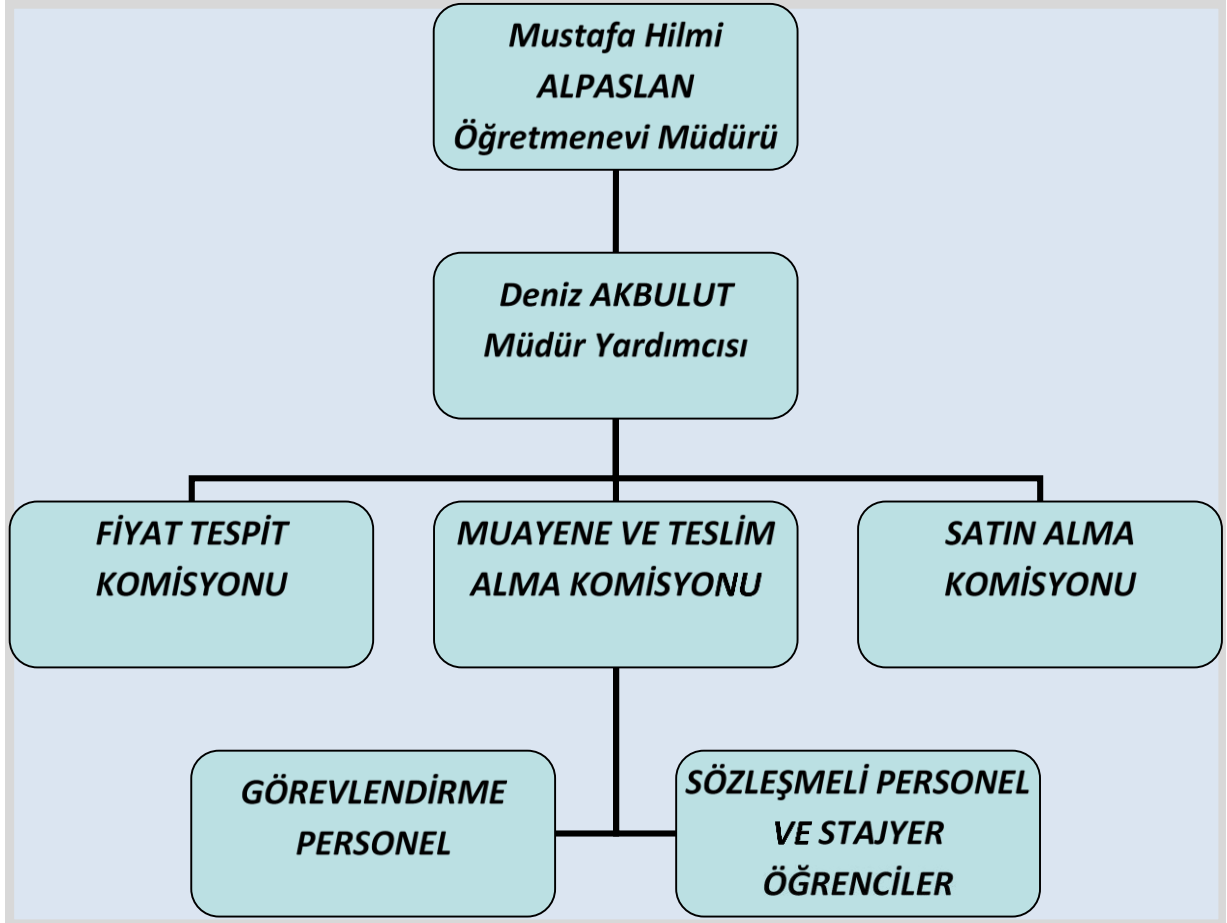 Mustafa Hilmi
ALPASLAN
Öğretmenevi Müdürü
Deniz AKBULUT
Müdür Yardımcısı
FİYAT TESPİT
KOMİSYONU
MUAYENE VE TESLİM
ALMA KOMİSYONU
SATIN ALMA
KOMİSYONU
GÖREVLENDİRME
PERSONEL
SÖZLEŞMELİ PERSONEL
VE STAJYER
ÖĞRENCİLER